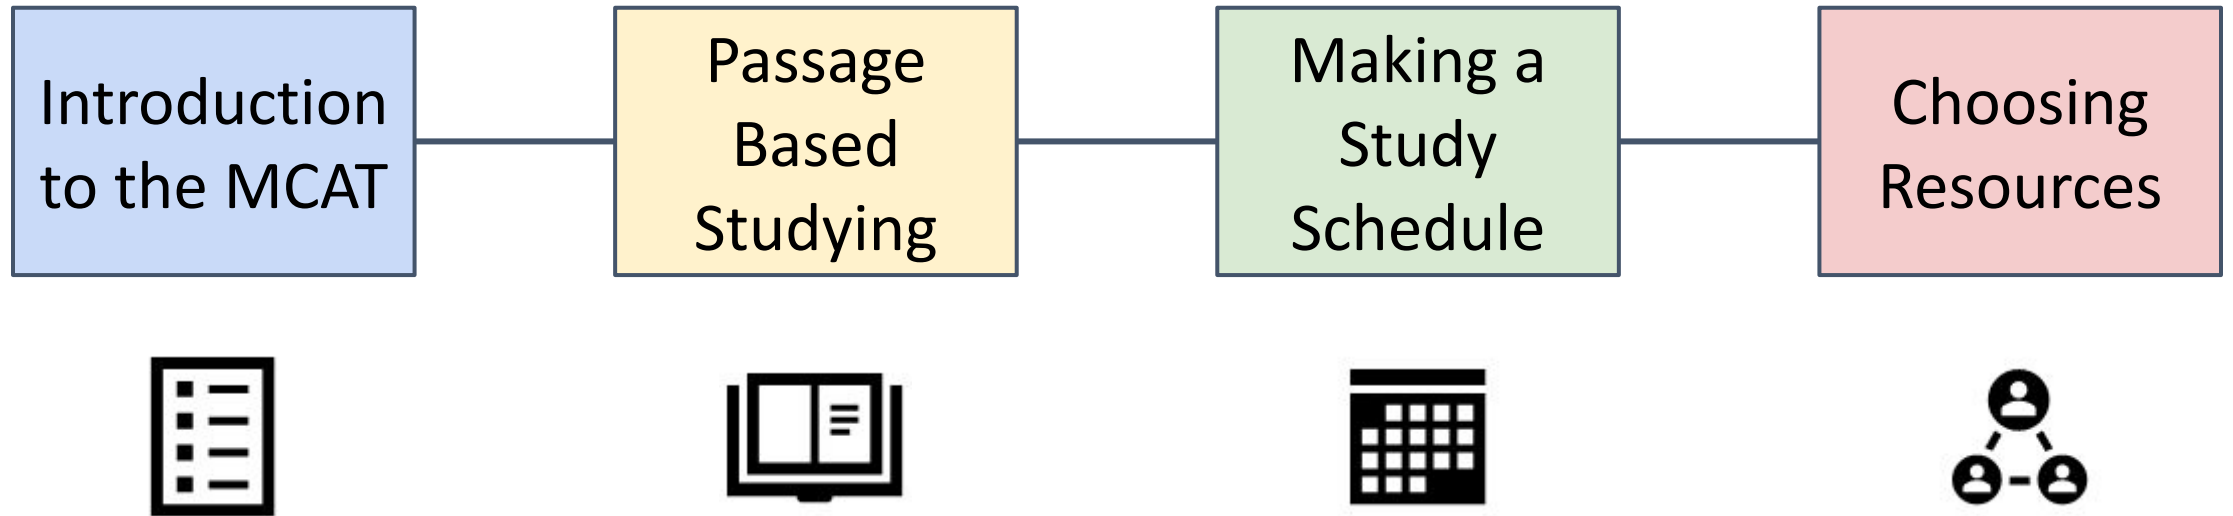 Introduction
to the MCAT
Passage
Based
Studying
Making a
Study
Schedule
Choosing
Resources